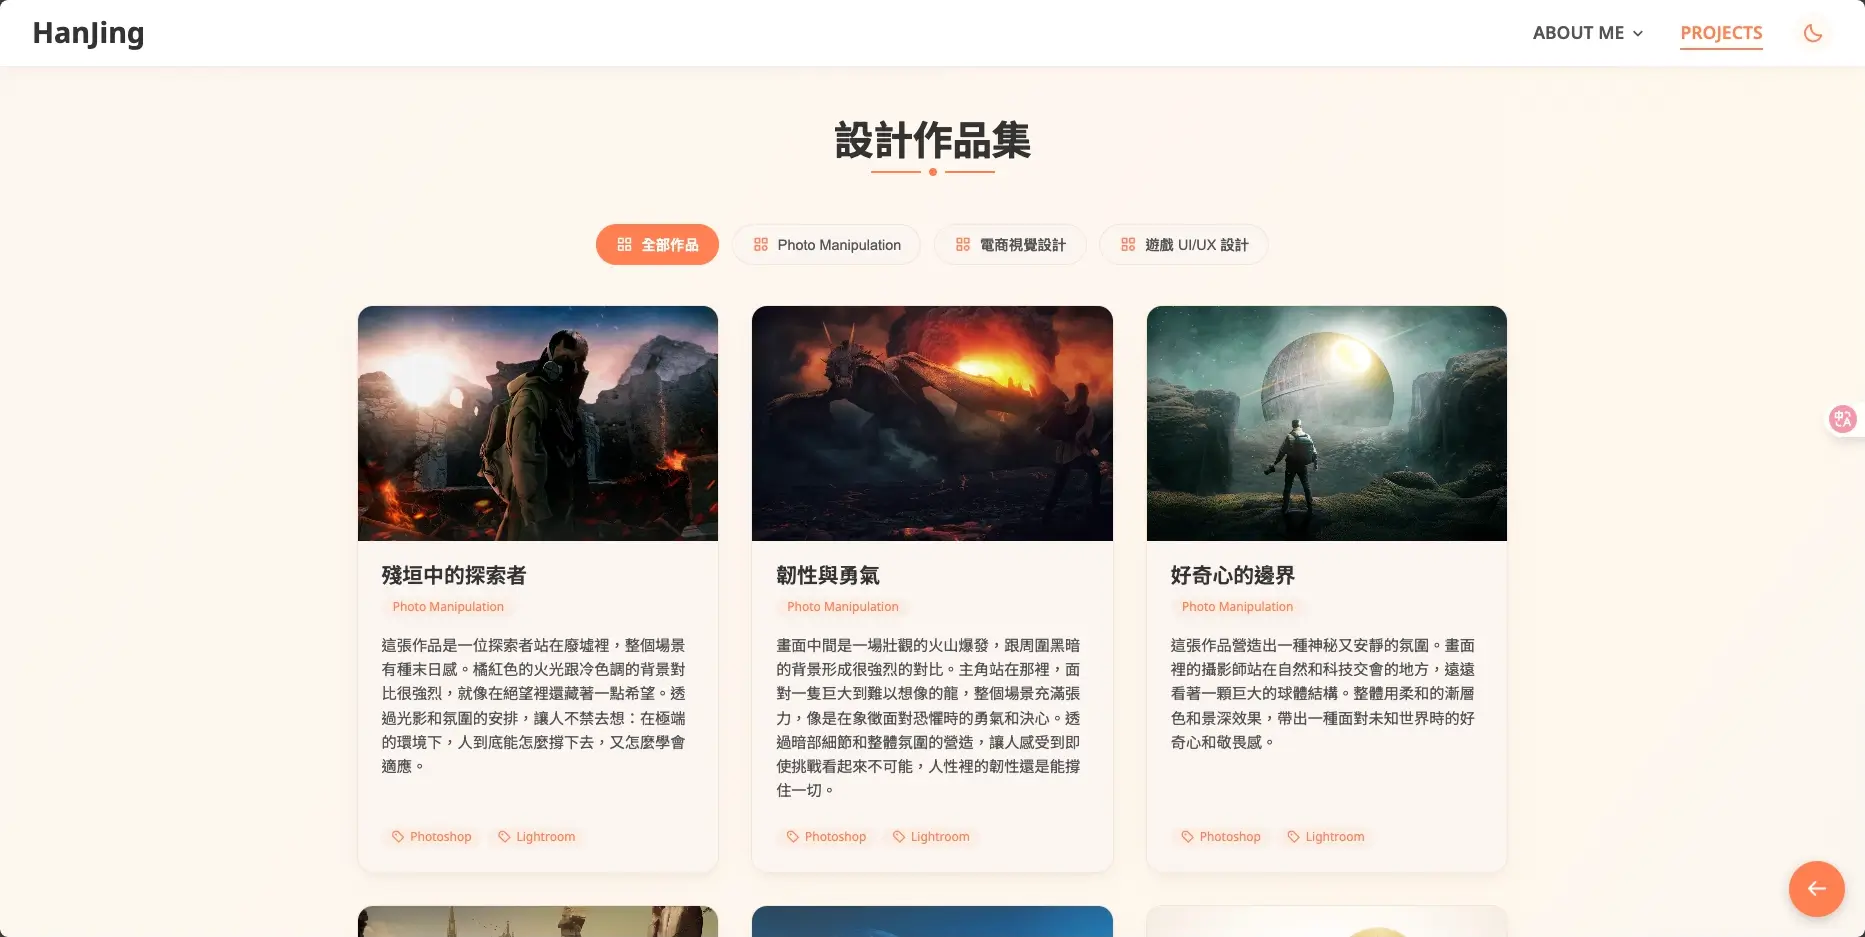 HanJing
ABOUT ME
PROJECTS
設計作品集
全部作品
Photo Manipulation
電商視覺設計
遊戲 UI/UX 設計
殘垣中的探索者
Photo Manipulation
這張作品是一位探索者站在廢墟裡，整個場景
有種末日感。橘紅色的火光跟冷色調的背景對
比很強烈，就像在絕望裡還藏著一點希望。透
過光影和氛圍的安排，讓人不禁去想：在極端
的環境下，人到底能怎麼撐下去，又怎麼學會
適應。
Photoshop
Lightroom
韌性與勇氣
Photo Manipulation
畫面中間是一場壯觀的火山爆發，跟周圍黑暗
的背景形成很強烈的對比。主角站在那裡，面
對一隻巨大到難以想像的龍，整個場景充滿張
力，像是在象徵面對恐懼時的勇氣和決心。透
過暗部細節和整體氛圍的營造，讓人感受到即
使挑戰看起來不可能，人性裡的韌性還是能撐
住一切。
Photoshop
Lightroom
好奇心的邊界
Photo Manipulation
這張作品營造出一種神秘又安靜的氛圍。畫面
裡的攝影師站在自然和科技交會的地方，遠遠
看著一顆巨大的球體結構。整體用柔和的漸層
色和景深效果，帶出一種面對未知世界時的好
奇心和敬畏感。
Photoshop
Lightroom